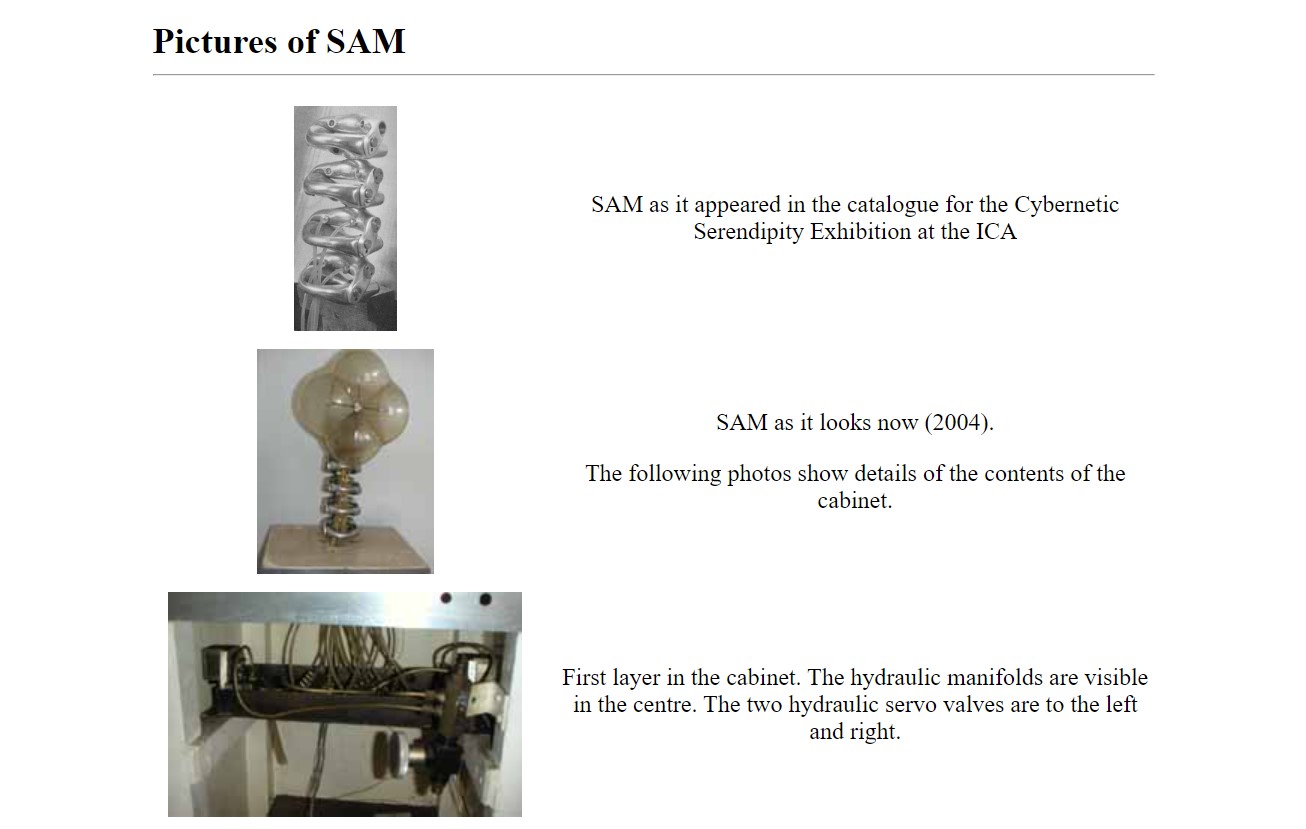 Pictures of SAM
SAM as it appeared in the catalogue for the Cybernetic
Serendipity Exhibition at the ICA
SAM as it looks now (2004).
The following photos show details of the contents of the
cabinet.
First layer in the cabinet. The hydraulic manifolds are visible
in the centre. The two hydraulic servo valves are to the left
and right.